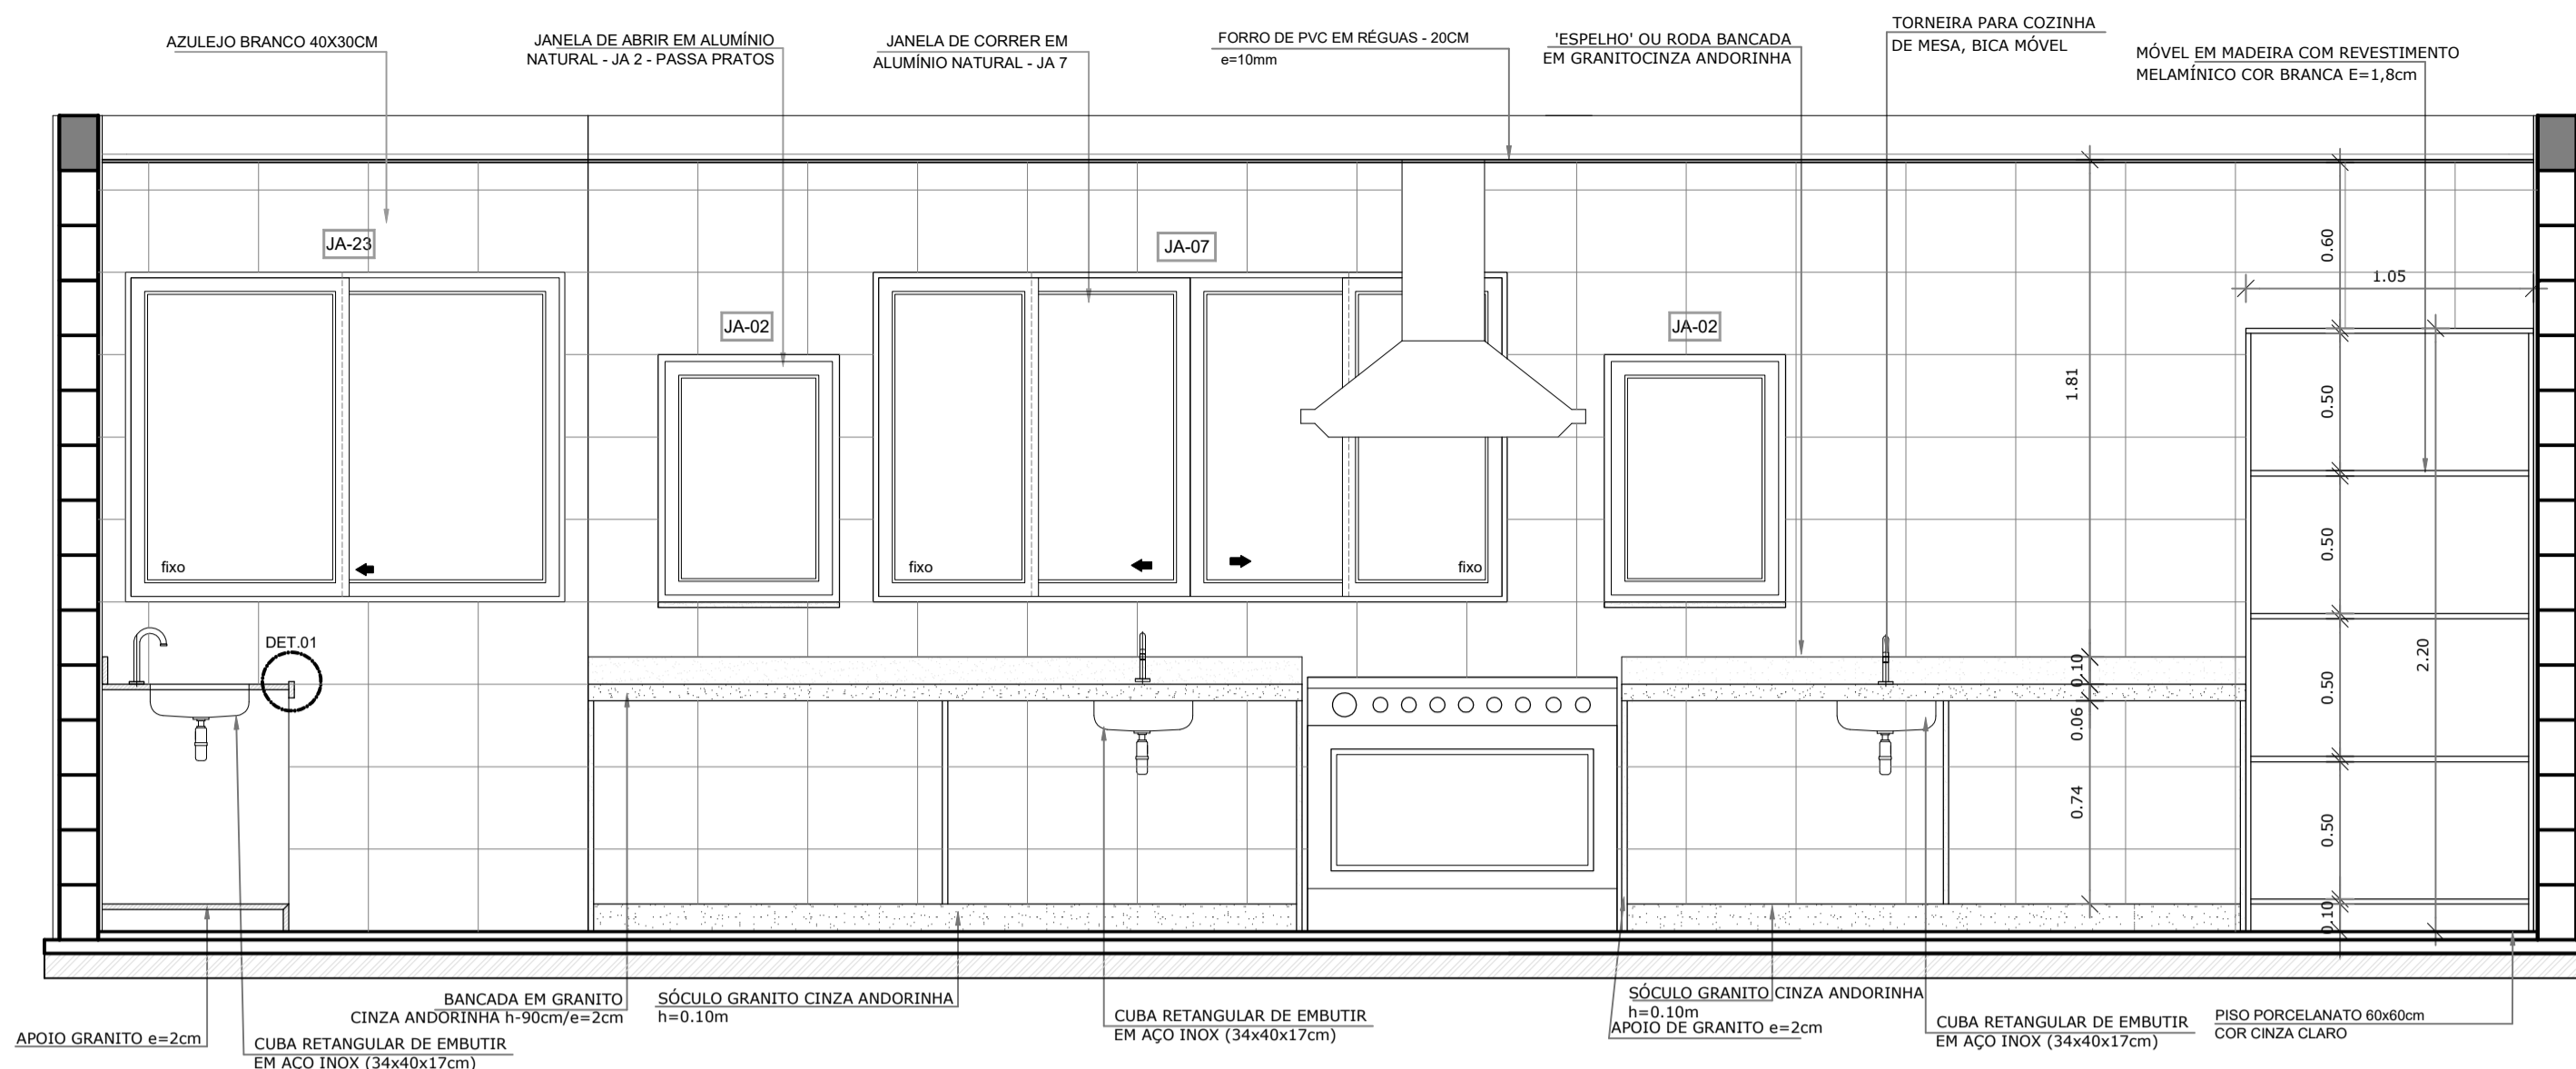 AZULEJO BRANCO 40X30CM
JANELA DE ABRIR EM ALUMÍNIO
NATURAL - JA 2 - PASSA PRATOS
JANELA DE CORRER EM
ALUMÍNIO NATURAL - JA 7
FORRO DE PVC EM RÉGUAS - 20CM
e=10mm
'ESPELHO' OU RODA BANCADA
EM GRANITOCINZA ANDORINHA
TORNEIRA PARA COZINHA
DE MESA, BICA MÓVEL
MÓVEL EM MADEIRA COM REVESTIMENTO
MELAMÍNICO COR BRANCA E=1,8cm
JA-23
JA-07
JA-02
JA-02
0.60
1.05
1.81
0.50
0.50
fixo
fixo
fixo
DET.01
0.10
0.50
2.20
0.06
0.74
0.50
0.10
BANCADA EM GRANITO
CINZA ANDORINHA h-90cm/e=2cm
SÓCULO GRANITO CINZA ANDORINHA
h=0.10m
CUBA RETANGULAR DE EMBUTIR
EM AÇO INOX (34x40x17cm)
SÓCULO GRANITO CINZA ANDORINHA
h=0.10m
APOIO DE GRANITO e=2cm
CUBA RETANGULAR DE EMBUTIR
EM AÇO INOX (34x40x17cm)
PISO PORCELANATO 60x60cm
COR CINZA CLARO
APOIO GRANITO e=2cm
CUBA RETANGULAR DE EMBUTIR
EM AÇO INOX (34x40x17cm)